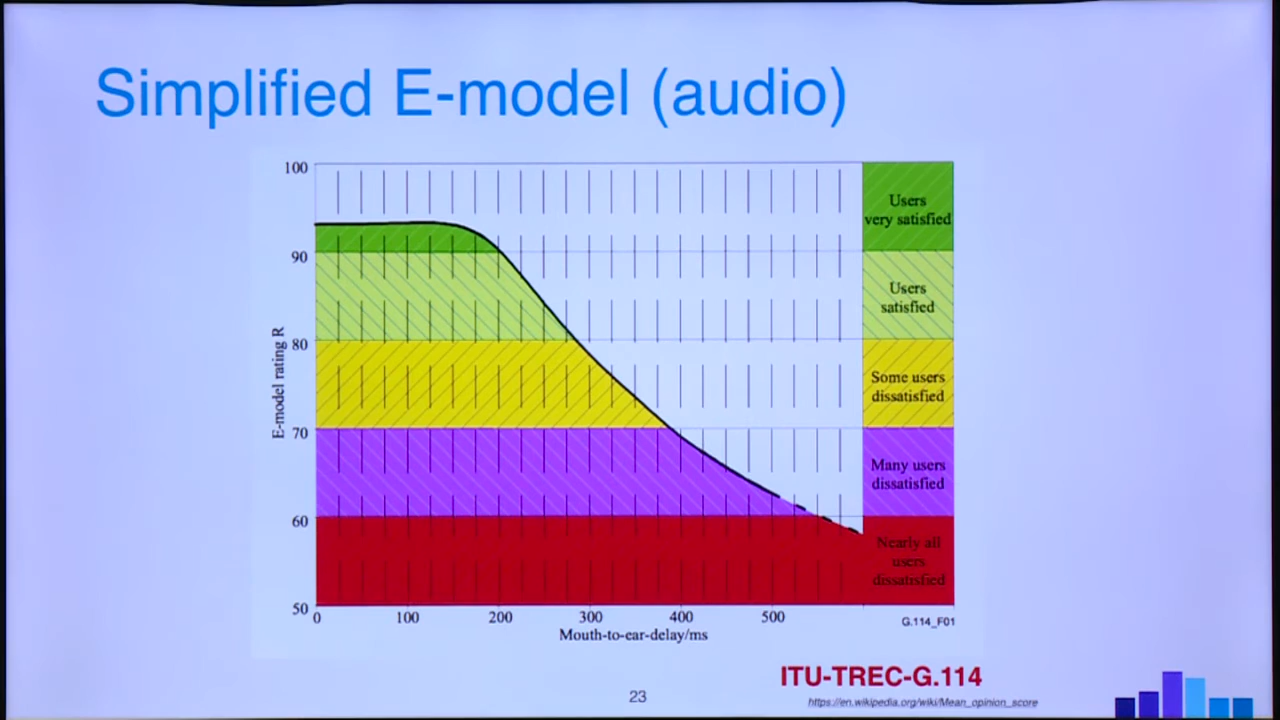 Simplified E-model (audio)
100
90
80
70
60
50
E-model rating R
Users
very satisfied
Users
satisfied
Some users
dissatisfied
Many users
dissatisfied
Nearly all
users
dissatisfied
0 100 200 300 400 500
Mouth-to-ear-delay/ms
G.114_F01
ITU-TREC-G.114
https://en.wikipedia.org/wiki/Mean_opinion_score
23